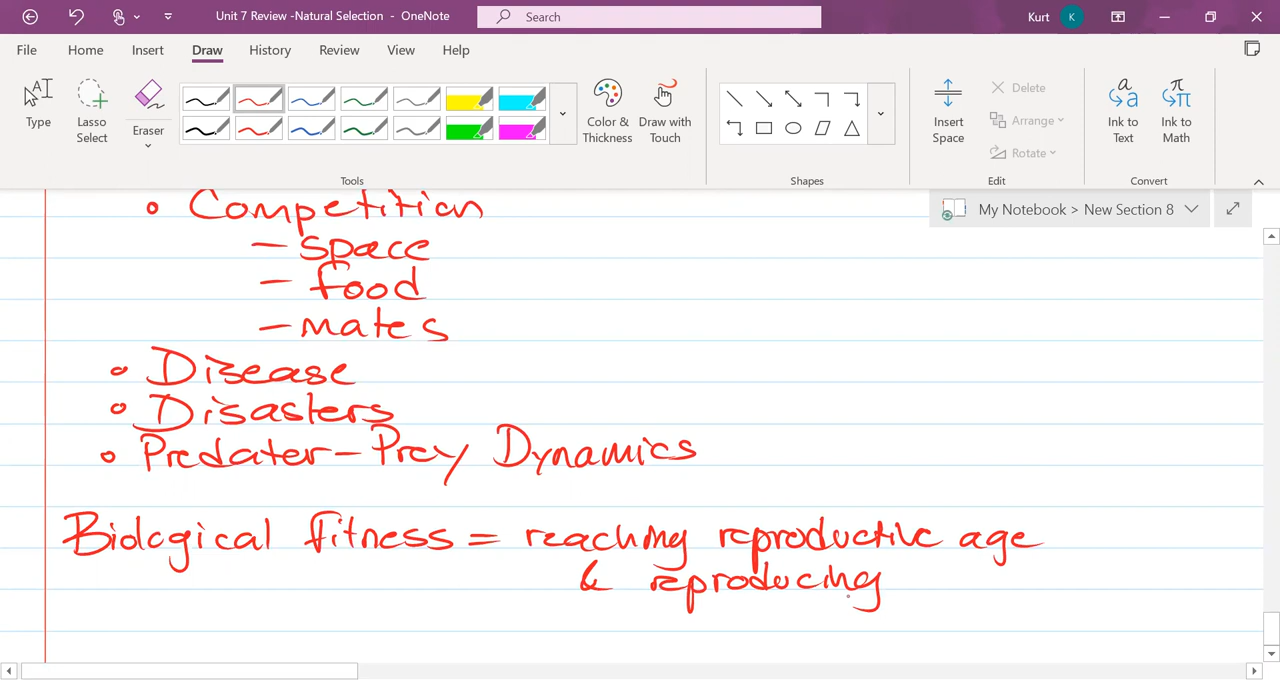 Unit 7 Review -Natural Selection - OneNote
Search
Kurt K
File Home Insert Draw History Review View Help
Type
Lasso Select
Eraser
Color & Thickness
Draw with Touch
Insert Space
Delete
Arrange
Rotate
Ink to Text
Ink to Math
Tools
Shapes
Edit
Convert
My Notebook > New Section 8
• Competition
– space
– food
– mates
• Disease
• Disasters
• Predater – Prey Dynamics
Biological fitness = reaching reproductive age
& reproducing